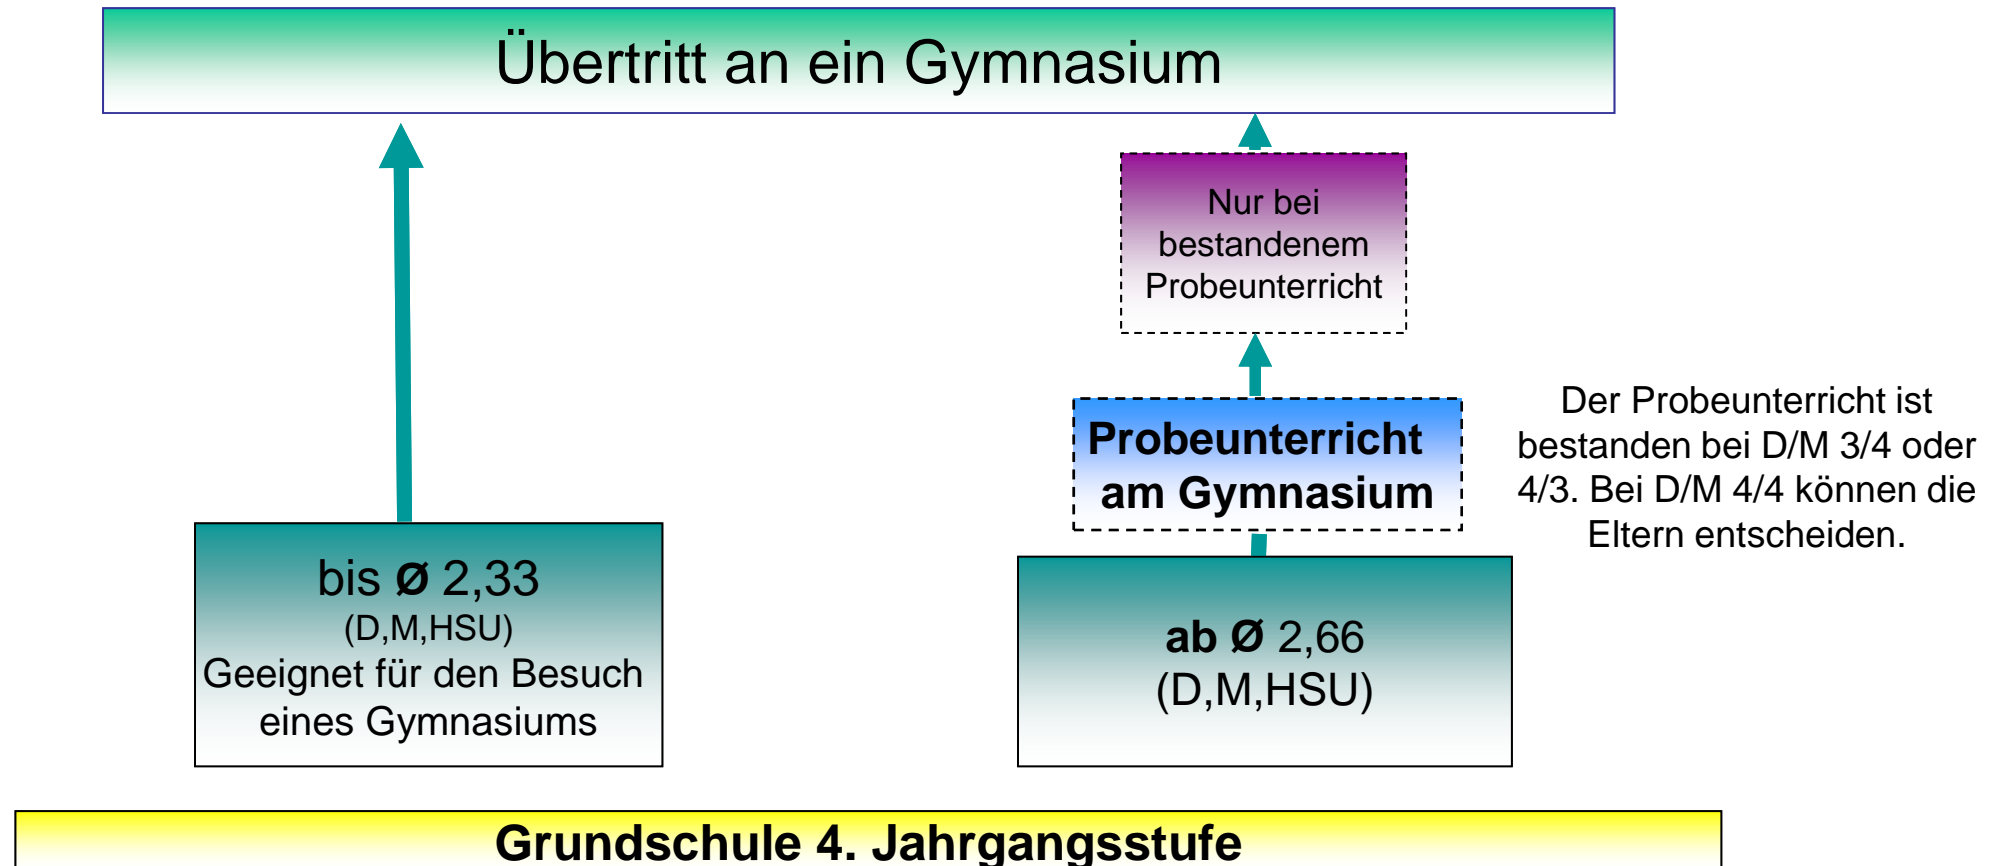 Übertritt an ein Gymnasium
Nur bei
bestandenem
Probeunterricht
Probeunterricht
am Gymnasium
Der Probeunterricht ist
bestanden bei D/M 3/4 oder
4/3. Bei D/M 4/4 können die
Eltern entscheiden.
bis Ø 2,33
(D,M,HSU)
Geeignet für den Besuch
eines Gymnasiums
ab Ø 2,66
(D,M,HSU)
Grundschule 4. Jahrgangsstufe